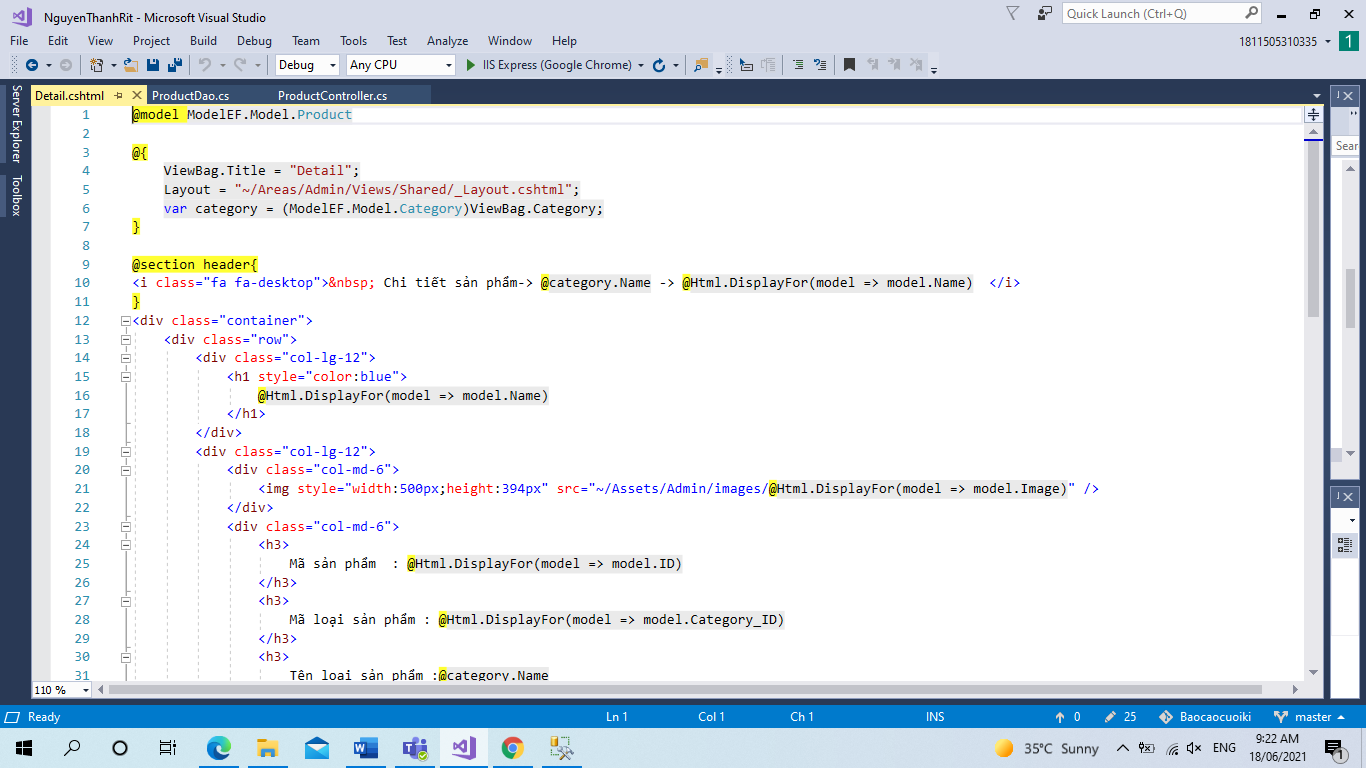 NguyenThanhRit - Microsoft Visual Studio
Quick Launch (Ctrl+Q)
File Edit View Project Build Debug Team Tools Test Analyze Window Help
1811505310335 1
Debug Any CPU IIS Express (Google Chrome)
Server Explorer
Toolbox
Detail.cshtml ProductDao.cs ProductController.cs
1 @model ModelEF.Model.Product
2
3 @{
4 ViewBag.Title = "Detail";
5 Layout = "~/Areas/Admin/Views/Shared/_Layout.cshtml";
6 var category = (ModelEF.Model.Category)ViewBag.Category;
7 }
8
9 @section header{
10 <i class="fa fa-desktop">&nbsp; Chi tiết sản phẩm-> @category.Name -> @Html.DisplayFor(model => model.Name) </i>
11 }
12 <div class="container">
13 <div class="row">
14 <div class="col-lg-12">
15 <h1 style="color:blue">
16 @Html.DisplayFor(model => model.Name)
17 </h1>
18 </div>
19 <div class="col-lg-12">
20 <div class="col-md-6">
21 <img style="width:500px;height:394px" src="~/Assets/Admin/images/@Html.DisplayFor(model => model.Image)" />
22 </div>
23 <div class="col-md-6">
24 <h3>
25 Mã sản phẩm : @Html.DisplayFor(model => model.ID)
26 </h3>
27 <h3>
28 Mã loại sản phẩm : @Html.DisplayFor(model => model.Category_ID)
29 </h3>
30 <h3>
31 Tên loại sản phẩm :@category.Name
Sear
110 %
Ready Ln 1 Col 1 Ch 1 INS 0 25 Baocaocuoiki master
35°C Sunny ENG
9:22 AM
18/06/2021
1